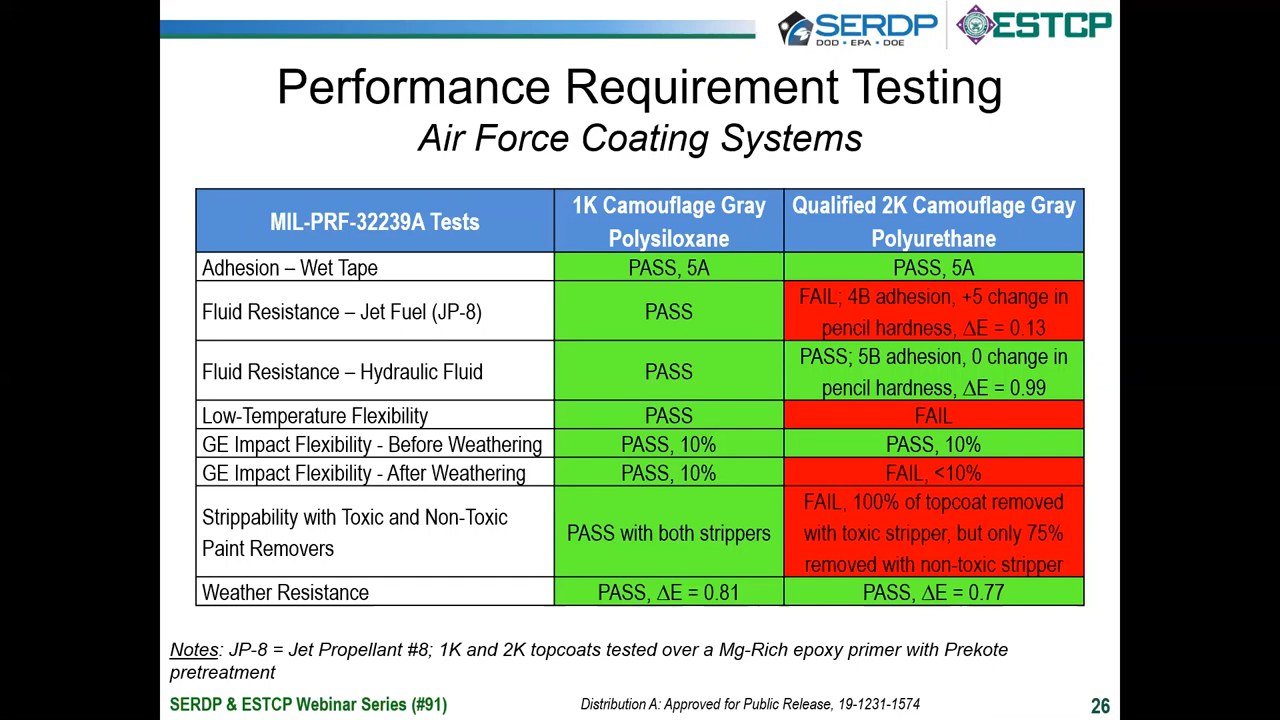 SERDP
DOD • EPA • DOE
ESTCP
Performance Requirement Testing
Air Force Coating Systems
MIL-PRF-32239A Tests
1K Camouflage Gray
Polysiloxane
Qualified 2K Camouflage Gray
Polyurethane
Adhesion – Wet Tape
PASS, 5A
PASS, 5A
Fluid Resistance – Jet Fuel (JP-8)
PASS
FAIL; 4B adhesion, +5 change in
pencil hardness, ΔE = 0.13
Fluid Resistance – Hydraulic Fluid
PASS
PASS; 5B adhesion, 0 change in
pencil hardness, ΔE = 0.99
Low-Temperature Flexibility
PASS
FAIL
GE Impact Flexibility - Before Weathering
PASS, 10%
PASS, 10%
GE Impact Flexibility - After Weathering
PASS, 10%
FAIL, <10%
Strippability with Toxic and Non-Toxic
Paint Removers
PASS with both strippers
FAIL, 100% of topcoat removed
with toxic stripper, but only 75%
removed with non-toxic stripper
Weather Resistance
PASS, ΔE = 0.81
PASS, ΔE = 0.77
Notes: JP-8 = Jet Propellant #8; 1K and 2K topcoats tested over a Mg-Rich epoxy primer with Prekote
pretreatment
SERDP & ESTCP Webinar Series (#91)
Distribution A: Approved for Public Release, 19-1231-1574
26